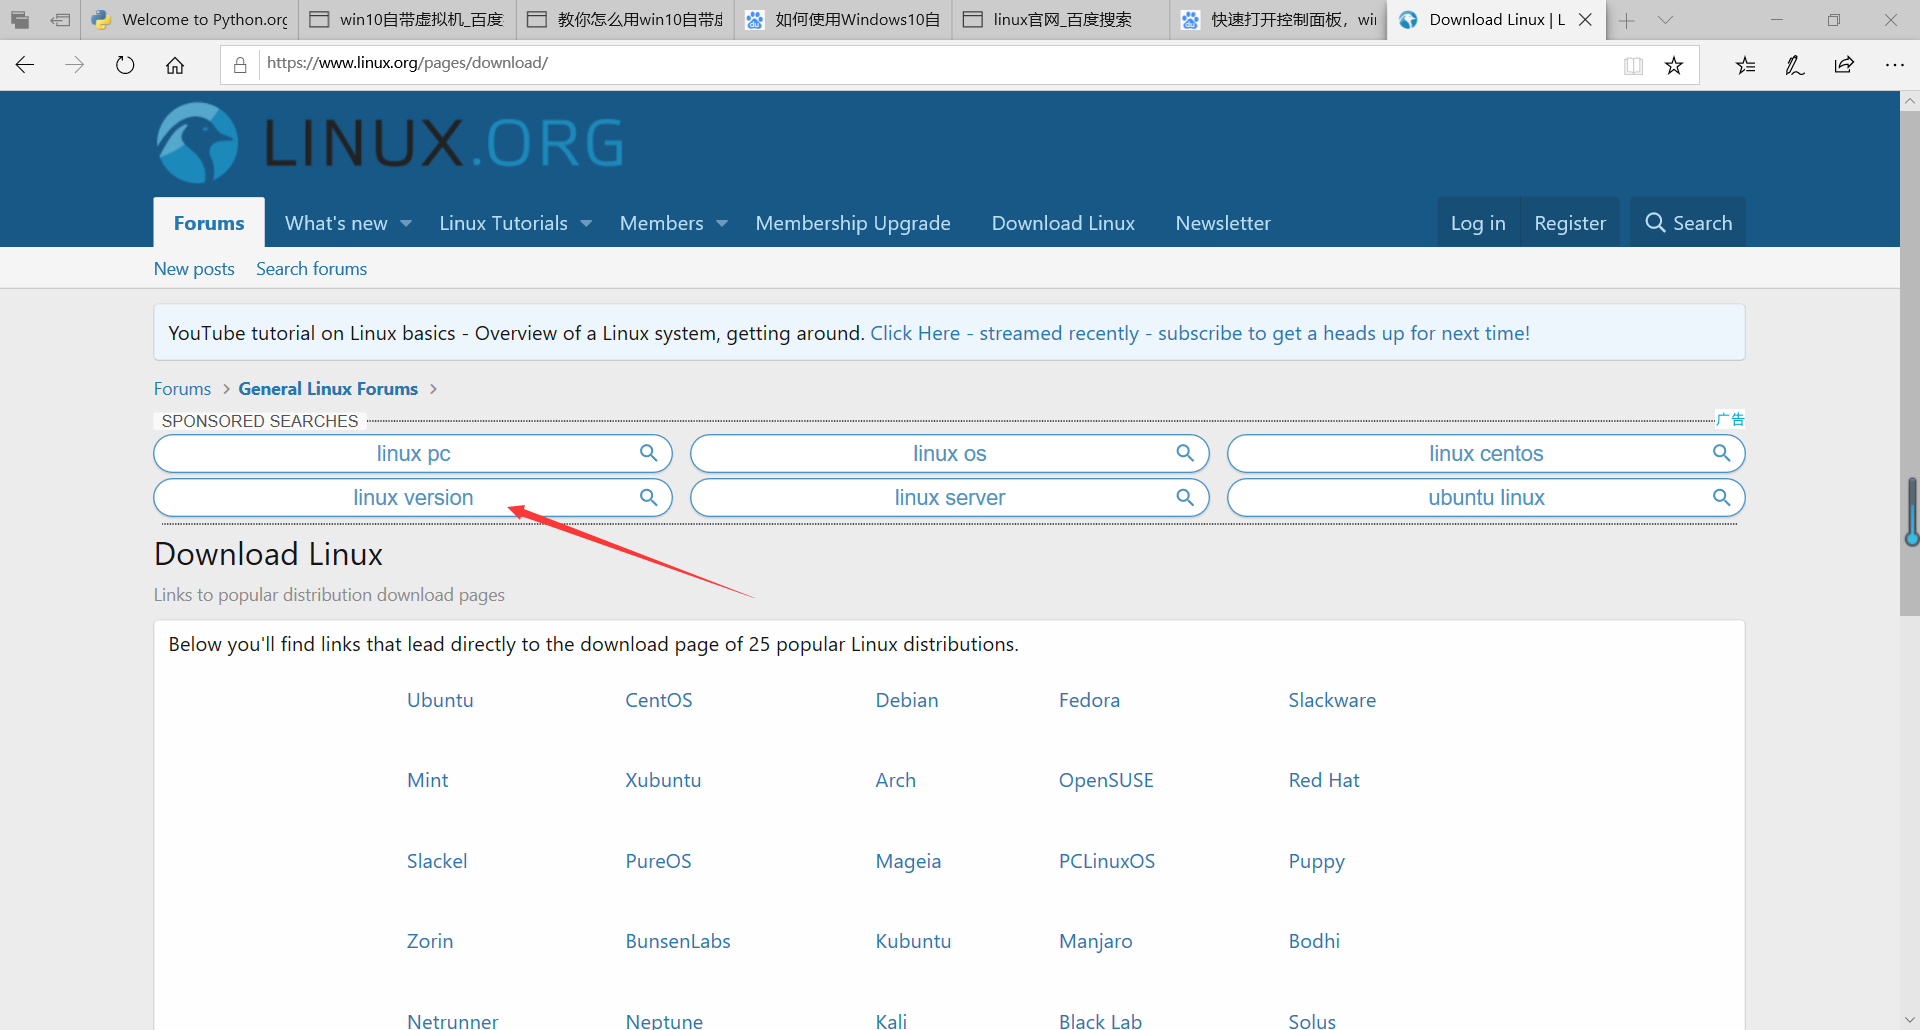 Welcome to Python.org
win10自带虚拟机_百度
教你怎么用win10自带虚
如何使用Windows10自
linux官网_百度搜索
快速打开控制面板，win
Download Linux | L
https://www.linux.org/pages/download/
LINUX.ORG
Forums What's new Linux Tutorials Members Membership Upgrade Download Linux Newsletter Log in Register Search
New posts Search forums
YouTube tutorial on Linux basics - Overview of a Linux system, getting around. Click Here - streamed recently - subscribe to get a heads up for next time!
Forums > General Linux Forums >
SPONSORED SEARCHES 广告
linux pc linux os linux centos
linux version linux server ubuntu linux
Download Linux
Links to popular distribution download pages
Below you'll find links that lead directly to the download page of 25 popular Linux distributions.
Ubuntu CentOS Debian Fedora Slackware
Mint Xubuntu Arch OpenSUSE Red Hat
Slackel PureOS Mageia PCLinuxOS Puppy
Zorin BunsenLabs Kubuntu Manjaro Bodhi
Netrunner Neptune Kali Black Lab Solus